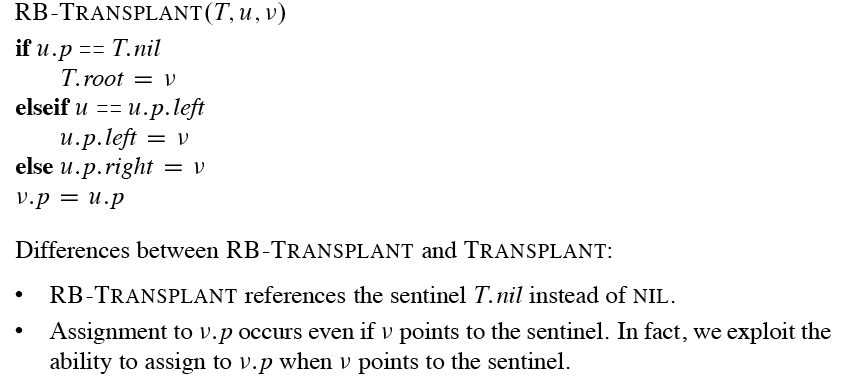 RB-TRANSPLANT(T, u, v)
if u.p == T.nil
T.root = v
elseif u == u.p.left
u.p.left = v
else u.p.right = v
v.p = u.p
Differences between RB-TRANSPLANT and TRANSPLANT:
• RB-TRANSPLANT references the sentinel T.nil instead of NIL.
• Assignment to v.p occurs even if v points to the sentinel. In fact, we exploit the
ability to assign to v.p when v points to the sentinel.